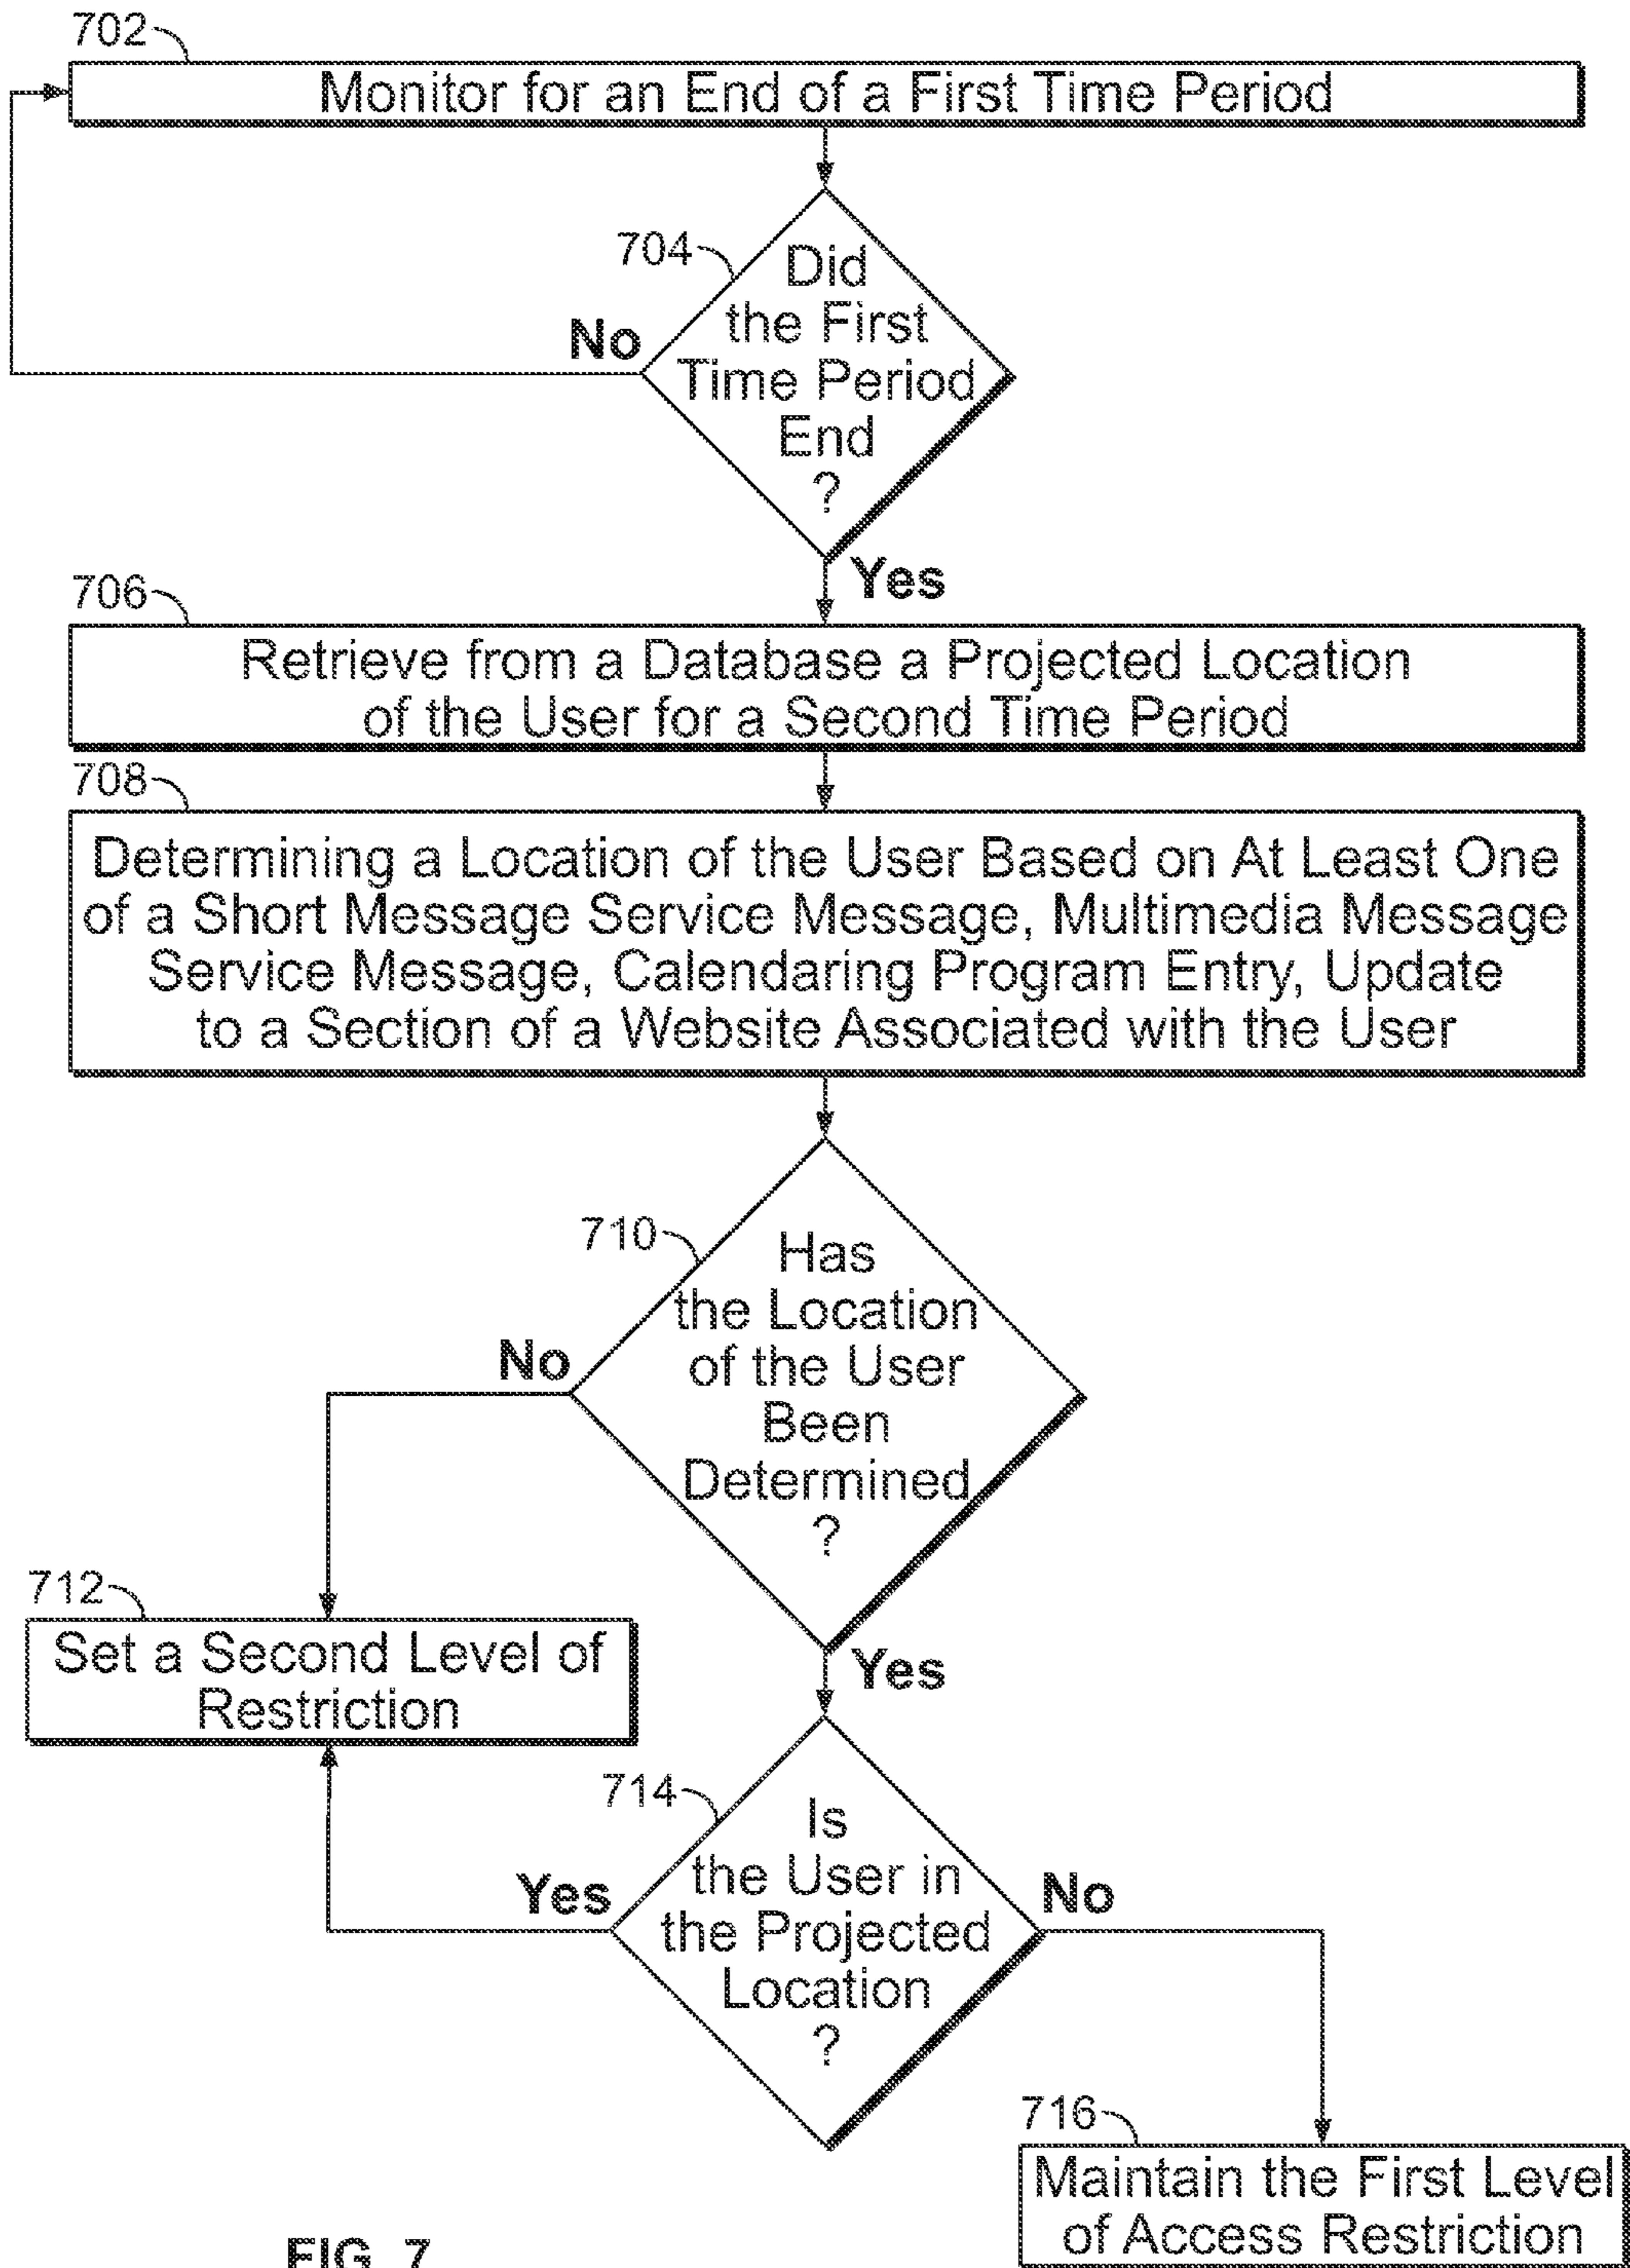 702
Monitor for an End of a First Time Period
704
Did
the First
Time Period
End
?
No
Yes
706
Retrieve from a Database a Projected Location
of the User for a Second Time Period
708
Determining a Location of the User Based on At Least One
of a Short Message Service Message, Multimedia Message
Service Message, Calendaring Program Entry, Update
to a Section of a Website Associated with the User
710
Has
the Location
of the User
Been
Determined
?
No
Yes
712
Set a Second Level of
Restriction
714
Is
the User in
the Projected
Location
?
Yes
No
716
Maintain the First Level
of Access Restriction
FIG. 7